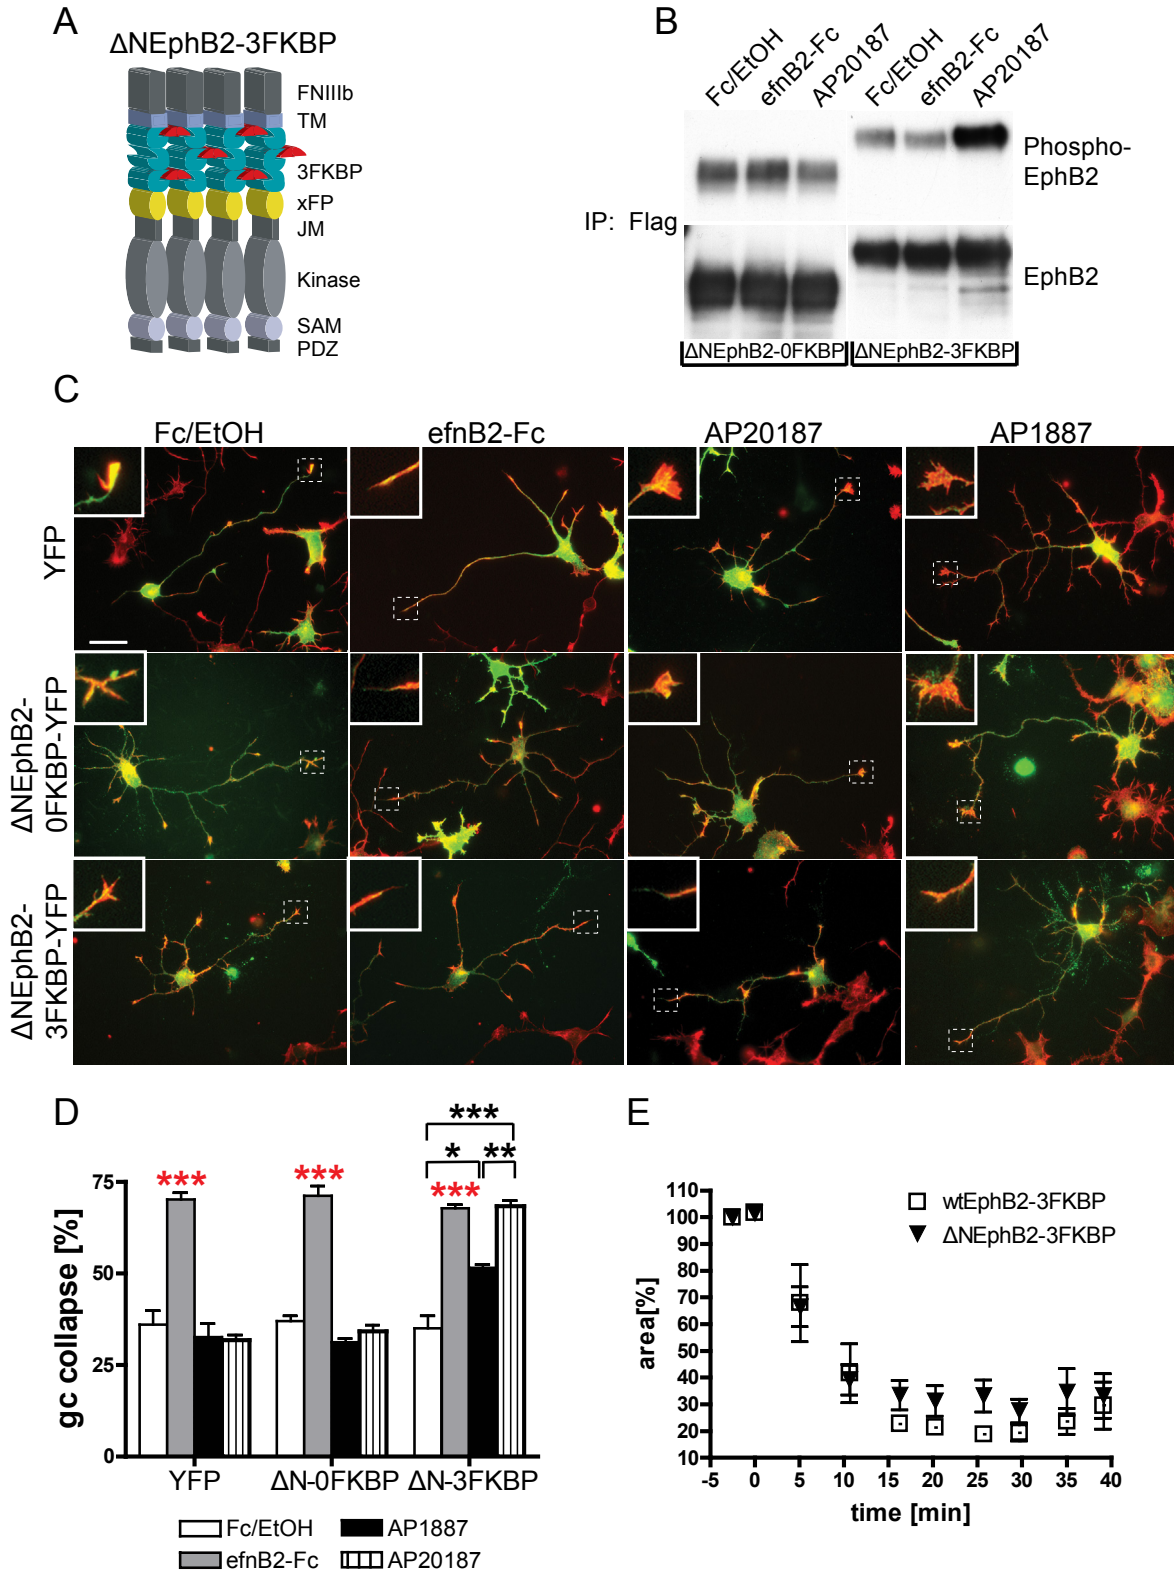 A
ΔNEphB2-3FKBP
FNIIIb
TM
3FKBP
xFP
JM
Kinase
SAM
PDZ
B
Fc/EtOH
efnB2-Fc
AP20187
Fc/EtOH
efnB2-Fc
AP20187
Phospho-
EphB2
IP: Flag
EphB2
ΔNEphB2-0FKBP
ΔNEphB2-3FKBP
C
Fc/EtOH
efnB2-Fc
AP20187
AP1887
YFP
ΔNEphB2-
0FKBP-YFP
ΔNEphB2-
3FKBP-YFP
D
***
***
***
*
**
***
gc collapse [%]
75
50
25
0
YFP
ΔN-0FKBP
ΔN-3FKBP
Fc/EtOH
AP1887
efnB2-Fc
AP20187
E
wtEphB2-3FKBP
ΔNEphB2-3FKBP
area[%]
110
100
90
80
70
60
50
40
30
20
10
-5 0 5 10 15 20 25 30 35 40
time [min]